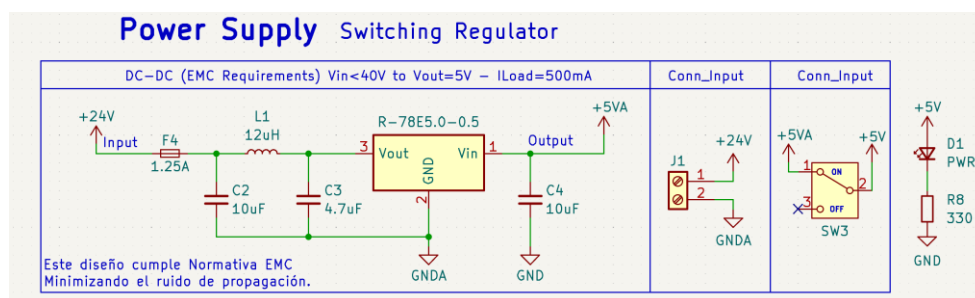 Power Supply Switching Regulator
DC-DC (EMC Requirements) Vin<40V to Vout=5V - ILoad=500mA
Conn_Input
Conn_Input
+24V
Input
F4
1.25A
L1
12uH
C2
10uF
C3
4.7uF
R-78E5.0-0.5
3
Vout
Vin
1
GND
2
Output
+5VA
C4
10uF
GNDA
GND
Este diseño cumple Normativa EMC
Minimizando el ruido de propagación.
J1
1
2
+24V
GNDA
+5VA
+5V
1
ON
2
3
OFF
SW3
+5V
D1
PWR
R8
330
GND